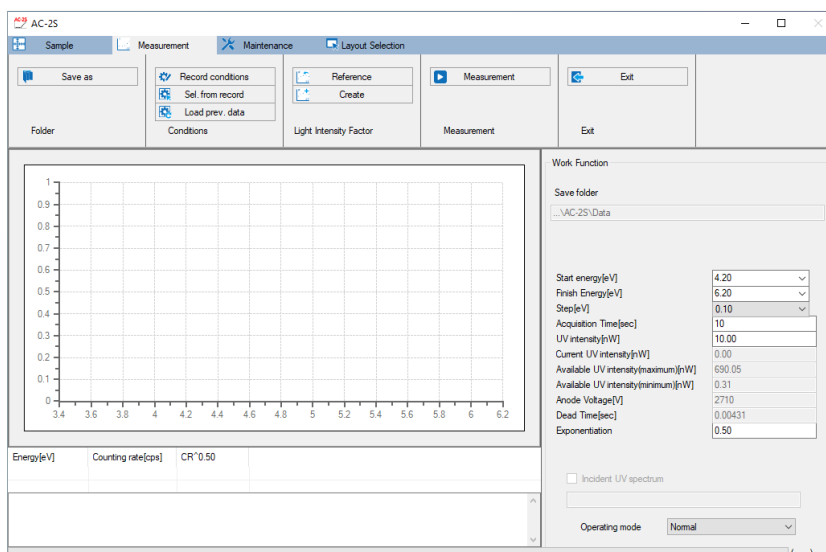 AC-2S AC-2S
Sample Measurement Maintenance Layout Selection
Save as Record conditions Reference Measurement Exit
Sel. from record Create
Load prev. data
Folder Conditions Light Intensity Factor Measurement Exit
Work Function
Save folder
...\AC-2S\Data
1
0.9
0.8
0.7
0.6
0.5
0.4
0.3
0.2
0.1
0
3.4 3.6 3.8 4 4.2 4.4 4.6 4.8 5 5.2 5.4 5.6 5.8 6 6.2
Start energy[eV] 4.20
Finish Energy[eV] 6.20
Step[eV] 0.10
Acquisition Time[sec] 10
UV intensity[nW] 10.00
Current UV intensity[nW] 0.00
Available UV intensity(maximum)[nW] 690.05
Available UV intensity(minimum)[nW] 0.31
Anode Voltage[V] 2710
Dead Time[sec] 0.00431
Exponentiation 0.50
Energy[eV] Counting rate[cps] CR^0.50
Incident UV spectrum
Operating mode Normal